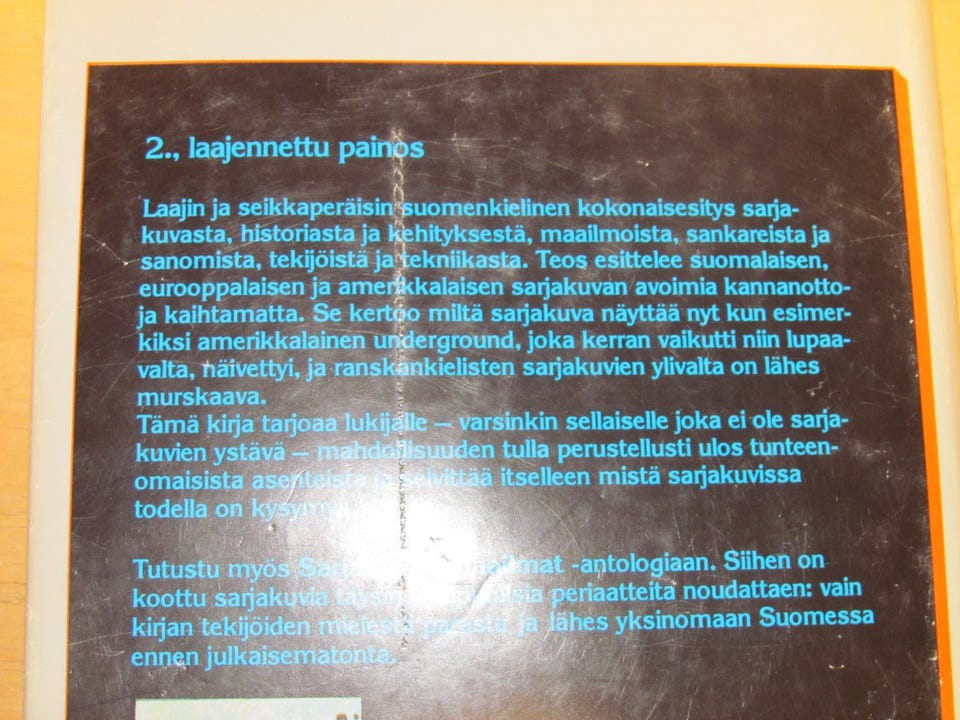 2., laajennettu painos
Laajin ja seikkaperäisin suomenkielinen kokonaisesitys sarja-
kuvasta, historiasta ja kehityksestä, maailmoista, sankareista ja
sanomista, tekijöistä ja tekniikasta. Teos esittelee suomalaisen,
eurooppalaisen ja amerikkalaisen sarjakuvan avoimia kannanotto-
ja kaihtamatta. Se kertoo miltä sarjakuva näyttää nyt kun esimer-
kiksi amerikkalainen underground, joka kerran vaikutti niin lupaa-
valta, näivettyi, ja ranskankielisten sarjakuvien ylivalta on lähes
murskaava.
Tämä kirja tarjoaa lukijalle – varsinkin sellaiselle joka ei ole sarja-
kuvien ystävä – mahdollisuuden tulla perustellusti ulos tunteen-
omaisista asenteista ja selvittää itselleen mistä sarjakuvissa
todella on
Tutustu myös -antologiaan. Siihen on
koottu sarjakuvia periaatteita noudattaen: vain
kirjan tekijöiden mielestä parasta ja lähes yksinomaan Suomessa
ennen julkaisematonta.